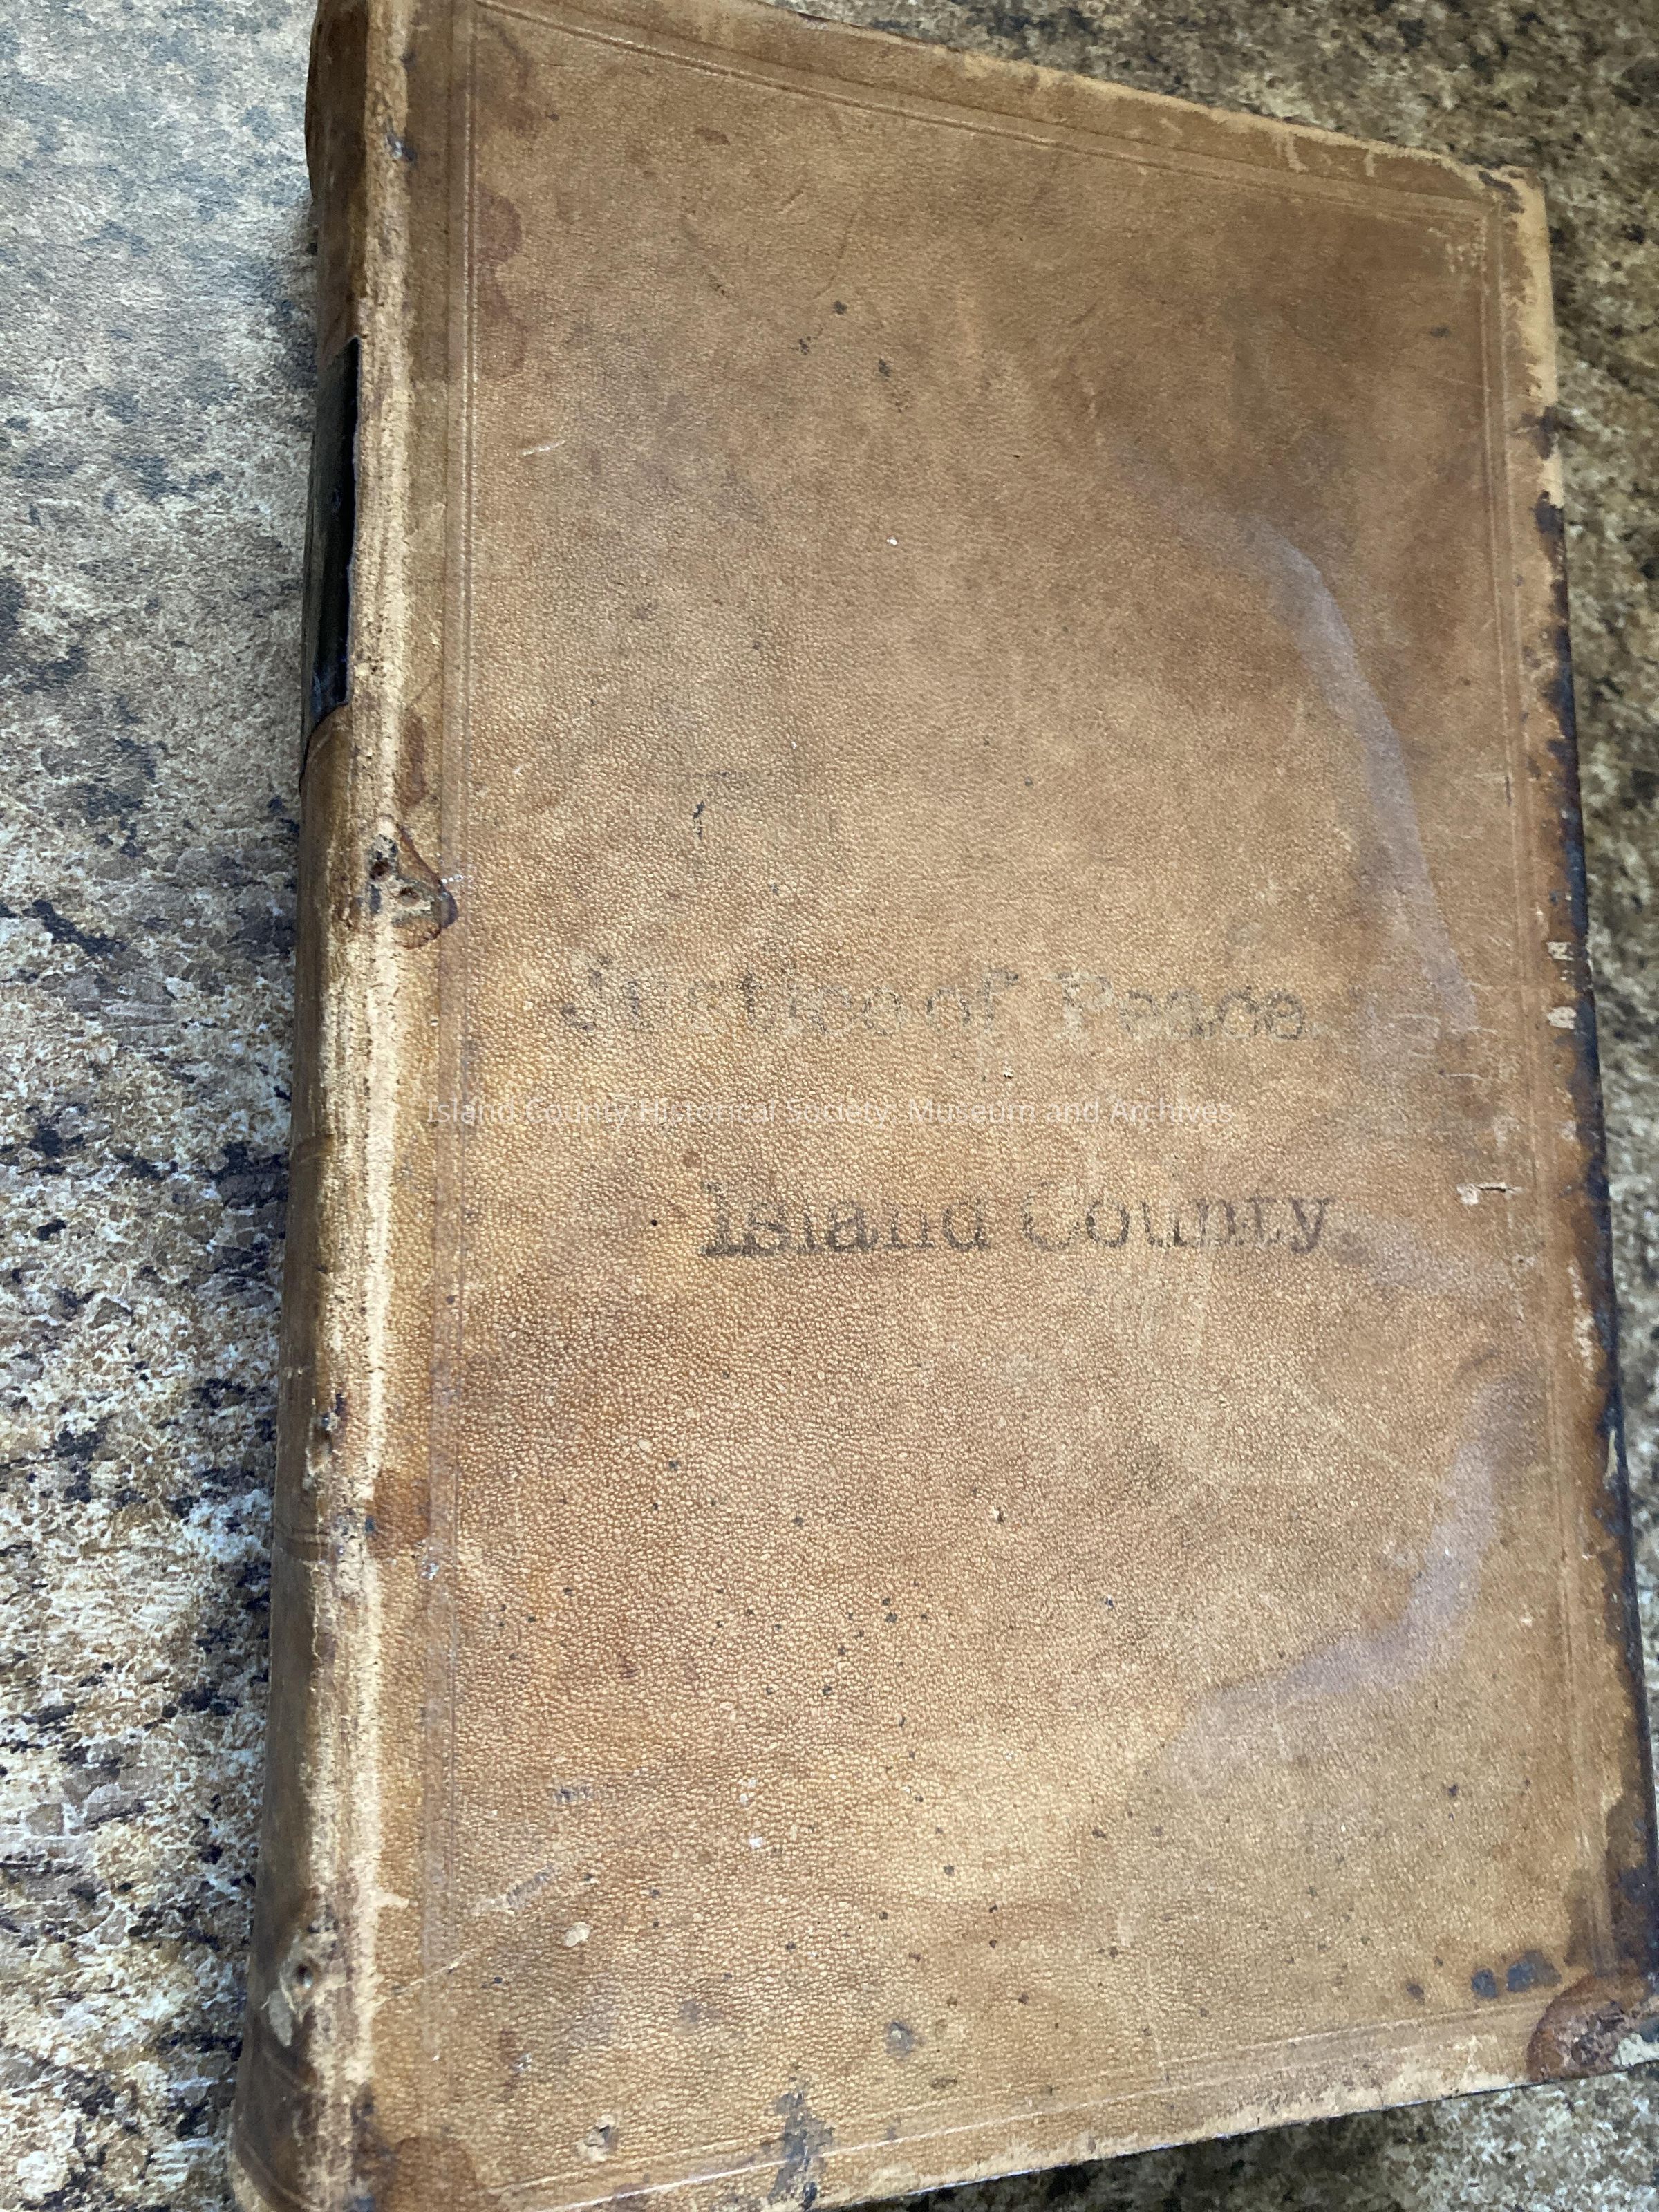 Justice of Peace
Island County Historical Society, Museum and Archives
Island County